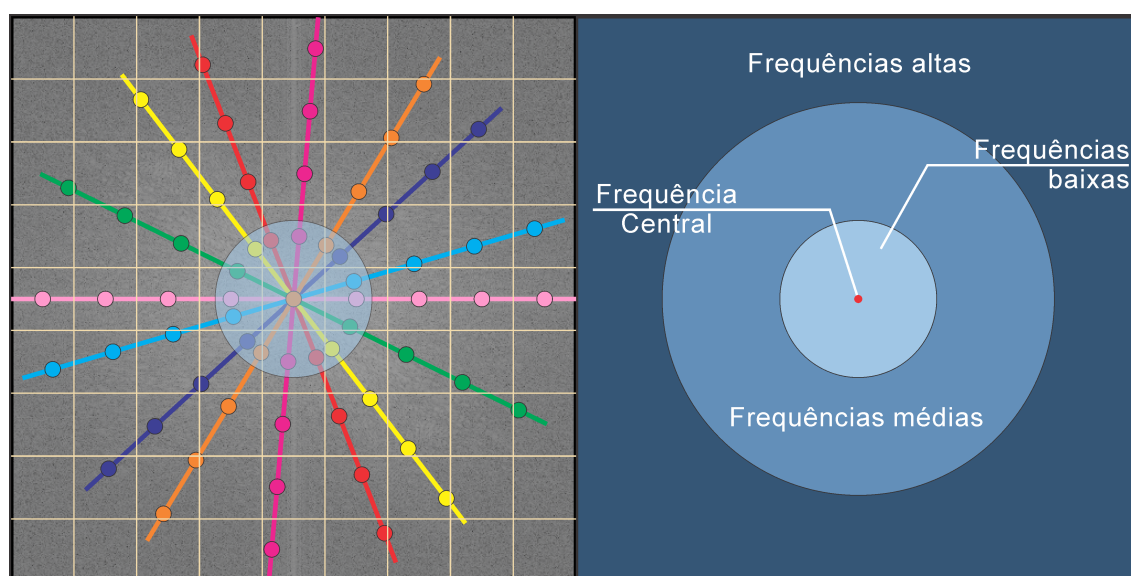 Frequências altas
Frequências
baixas
Frequência
Central
Frequências médias